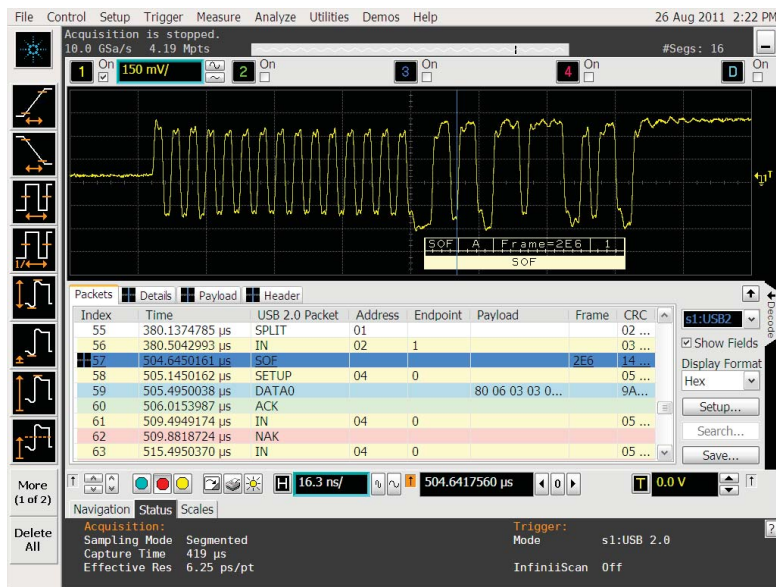 File Control Setup Trigger Measure Analyze Utilities Demos Help 26 Aug 2011 2:22 PM
Acquisition is stopped.
10.0 GSa/s 4.19 Mpts #Segs: 16
1 On 150 mV/ 2 On 3 On 4 On D On
SOF A Frame=2E6 1
SOF
Packets Details Payload Header
Index Time USB 2.0 Packet Address Endpoint Payload Frame CRC
55 380.1374785 µs SPLIT 01 02 ...
56 380.5042993 µs IN 02 1 03 ...
57 504.6450161 µs SOF 2E6 14 ...
58 505.1450162 µs SETUP 04 0 05 ...
59 505.4950038 µs DATA0 80 06 03 03 0... 9A...
60 506.0153987 µs ACK
61 509.4949174 µs IN 04 0 05 ...
62 509.8818724 µs NAK
63 515.4950370 µs IN 04 0 05 ...
Decode
s1:USB2
Show Fields
Display Format
Hex
Setup...
Search...
Save...
More
(1 of 2)
Delete
All
H 16.3 ns/ 504.6417560 µs 0 T 0.0 V
Navigation Status Scales
Acquisition: Trigger:
Sampling Mode Segmented Mode s1:USB 2.0
Capture Time 419 µs
Effective Res 6.25 ps/pt InfiniiScan Off